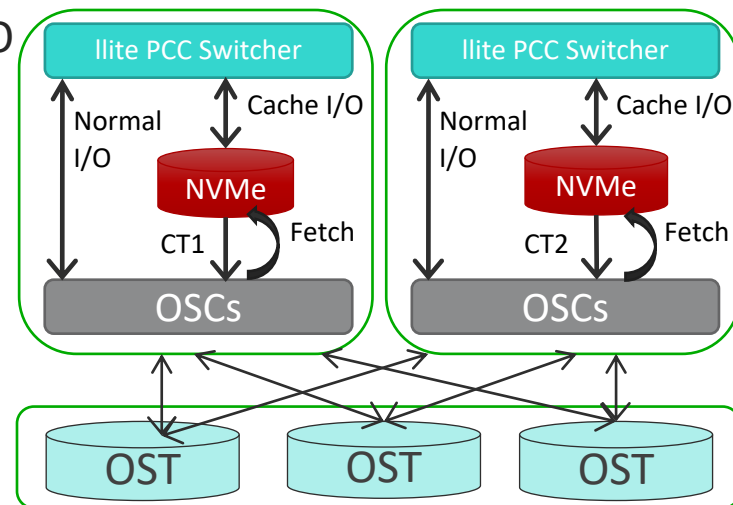 llite PCC Switcher
Normal
I/O
Cache I/O
NVMe
CT1
Fetch
OSCs
llite PCC Switcher
Normal
I/O
Cache I/O
NVMe
CT2
Fetch
OSCs
OST
OST
OST